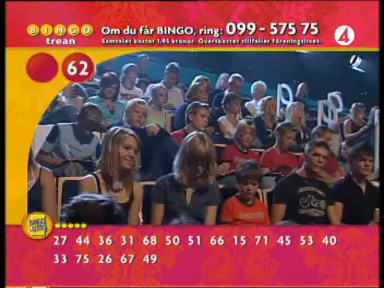 BINGO
trean
Om du får BINGO, ring: 099-575 75
Samtalet kostar 1,95 kronor. Överskottet tillfaller föreningslivet.
4
62
27 44 36 31 68 50 51 66 15 71 45 53 40
33 75 26 67 49